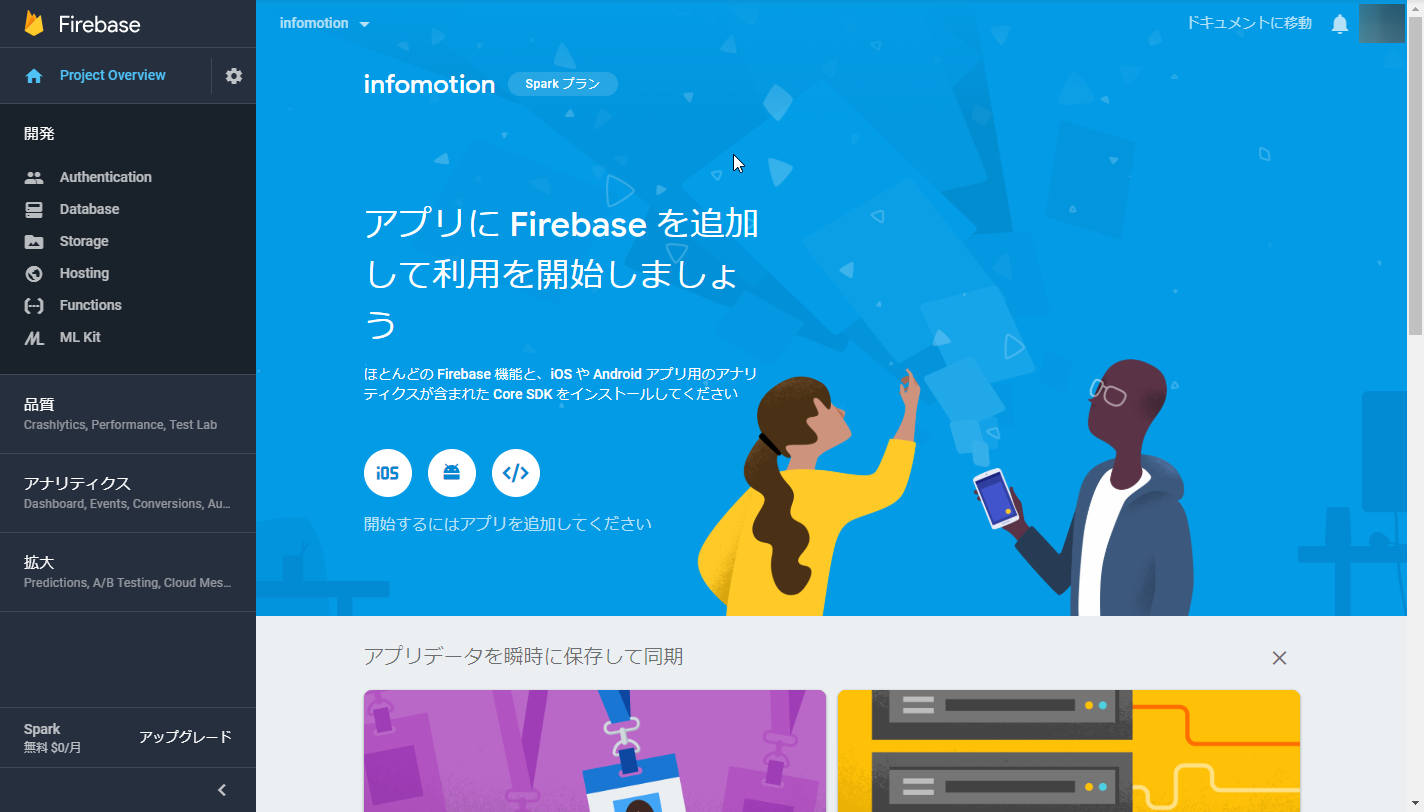 Firebase
Project Overview
開発
Authentication
Database
Storage
Hosting
Functions
ML Kit
品質
Crashlytics, Performance, Test Lab
アナリティクス
Dashboard, Events, Conversions, Au...
拡大
Predictions, A/B Testing, Cloud Mes...
Spark
無料 $0/月
アップグレード
infomotion
ドキュメントに移動
infomotion
Spark プラン
アプリに Firebase を追加
して利用を開始しましょ
う
ほとんどの Firebase 機能と、iOS や Android アプリ用のアナリ
ティクスが含まれた Core SDK をインストールしてください
iOS
</>
開始するにはアプリを追加してください
アプリデータを瞬時に保存して同期